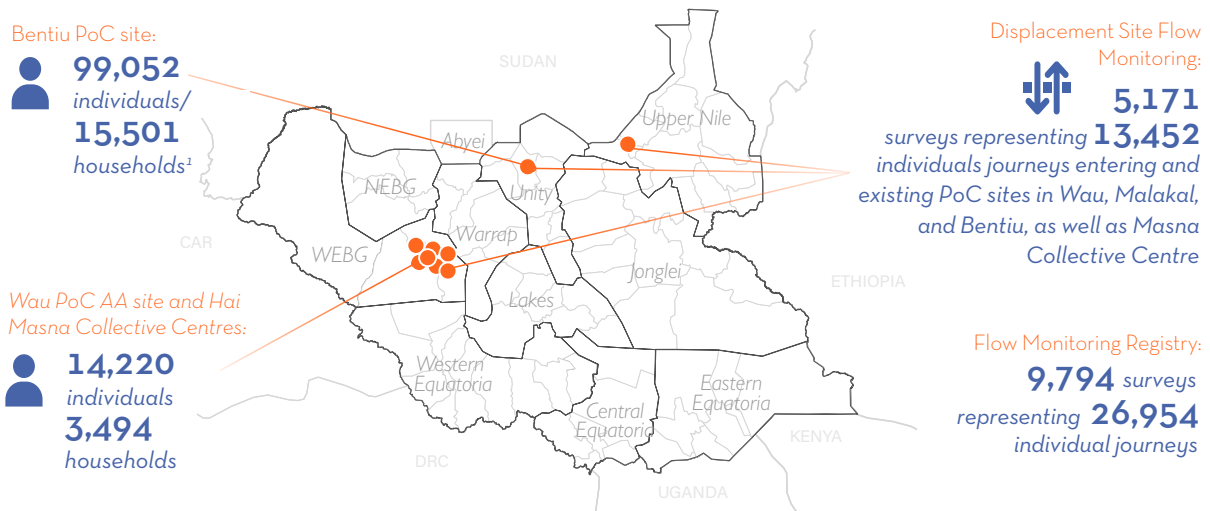 Bentiu PoC site:
99,052
individuals/
15,501
households¹
Wau PoC AA site and Hai
Masna Collective Centres:
14,220
individuals
3,494
households
SUDAN
Upper Nile
Abyei
NEBG
Unity
CAR
WEBG
Warrap
Jonglei
ETHIOPIA
Lakes
Western
Equatoria
Eastern
Equatoria
Central
Equatoria
KENYA
DRC
UGANDA
Displacement Site Flow
Monitoring:
5,171
surveys representing 13,452
individuals journeys entering and
existing PoC sites in Wau, Malakal,
and Bentiu, as well as Masna
Collective Centre
Flow Monitoring Registry:
9,794 surveys
representing 26,954
individual journeys